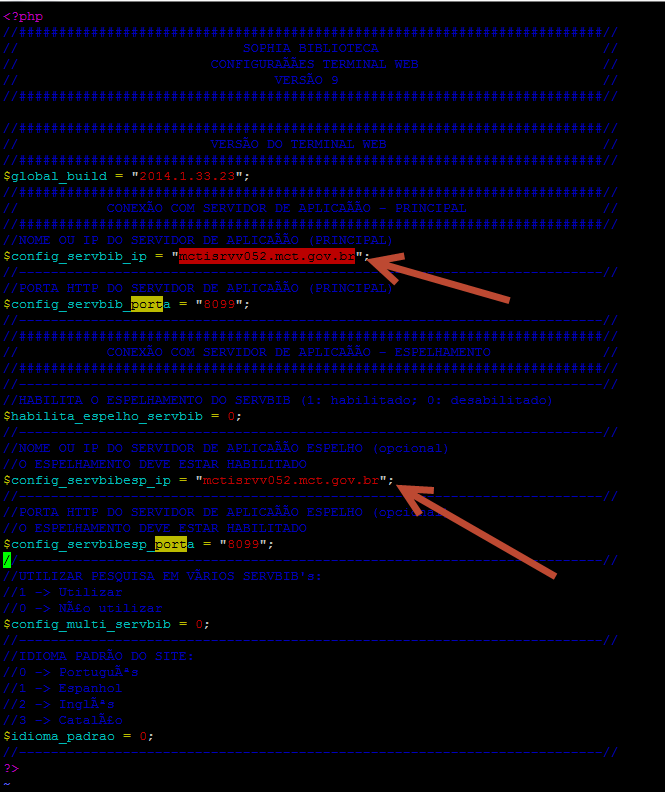 <?php
//#########################################################################//
// SOPHIA BIBLIOTECA //
// CONFIGURAÃÃES TERMINAL WEB //
// VERSÃO 9 //
//#########################################################################//
//#########################################################################//
// VERSÃO DO TERMINAL WEB //
//#########################################################################//
$global_build = "2014.1.33.23";
//#########################################################################//
// CONEXÃO COM SERVIDOR DE APLICAÃÃO - PRINCIPAL //
//#########################################################################//
//NOME OU IP DO SERVIDOR DE APLICAÃÃO (PRINCIPAL)
$config_servbib_ip = "mctisrvv052.mct.gov.br";
//-------------------------------------------------------------------------//
//PORTA HTTP DO SERVIDOR DE APLICAÃÃO (PRINCIPAL)
$config_servbib_porta = "8099";
//-------------------------------------------------------------------------//
//#########################################################################//
// CONEXÃO COM SERVIDOR DE APLICAÃÃO - ESPELHAMENTO //
//#########################################################################//
//-------------------------------------------------------------------------//
//HABILITA O ESPELHAMENTO DO SERVBIB (1: habilitado; 0: desabilitado)
$habilita_espelho_servbib = 0;
//-------------------------------------------------------------------------//
//NOME OU IP DO SERVIDOR DE APLICAÃÃO ESPELHO (opcional)
//O ESPELHAMENTO DEVE ESTAR HABILITADO
$config_servbibesp_ip = "mctisrvv052.mct.gov.br";
//-------------------------------------------------------------------------//
//PORTA HTTP DO SERVIDOR DE APLICAÃÃO ESPELHO
//O ESPELHAMENTO DEVE ESTAR HABILITADO
$config_servbibesp_porta = "8099";
//-------------------------------------------------------------------------//
//UTILIZAR PESQUISA EM VÃRIOS SERVBIB's:
//1 -> Utilizar
//0 -> NÃ£o utilizar
$config_multi_servbib = 0;
//-------------------------------------------------------------------------//
//IDIOMA PADRÃO DO SITE:
//0 -> PortuguÃªs
//1 -> Espanhol
//2 -> InglÃªs
//3 -> CatalÃ£o
$idioma_padrao = 0;
//-------------------------------------------------------------------------//
?>
~